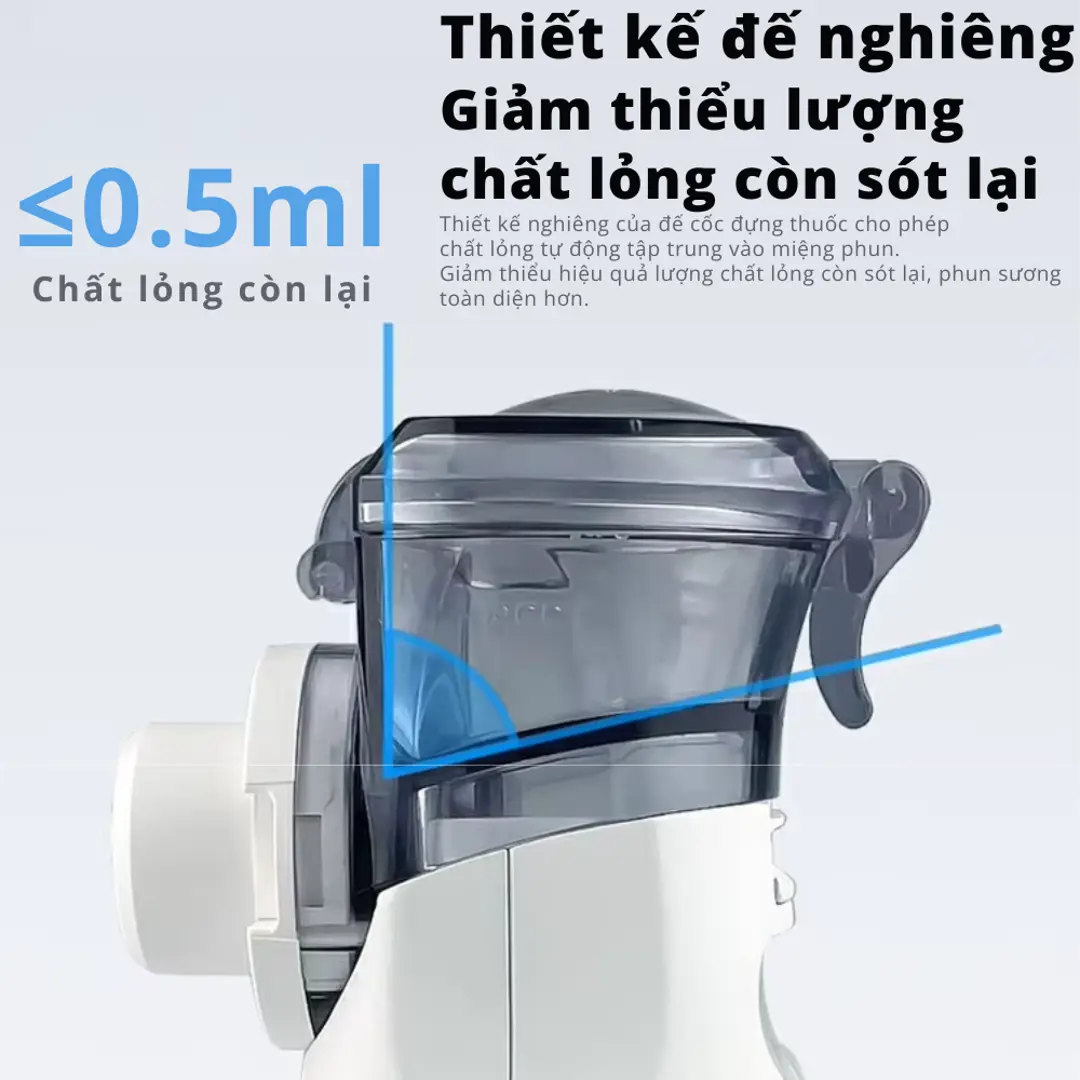 Thiết kế đế nghiêng
Giảm thiểu lượng
chất lỏng còn sót lại
≤0.5ml
Chất lỏng còn lại
Thiết kế nghiêng của đế cốc đựng thuốc cho phép
chất lỏng tự động tập trung vào miệng phun.
Giảm thiểu hiệu quả lượng chất lỏng còn sót lại, phun sương
toàn diện hơn.